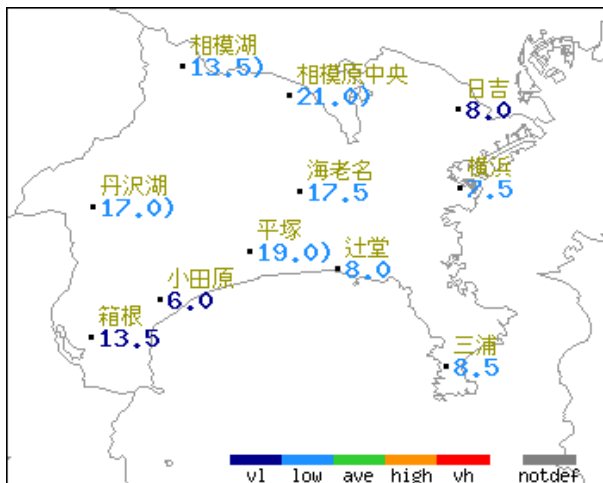 相模湖
13.5)
相模原中央
21.0)
日吉
8.0
丹沢湖
17.0)
海老名
17.5
横浜
7.5
平塚
19.0)
辻堂
8.0
小田原
6.0
箱根
13.5
三浦
8.5
vl low ave high vh notdef